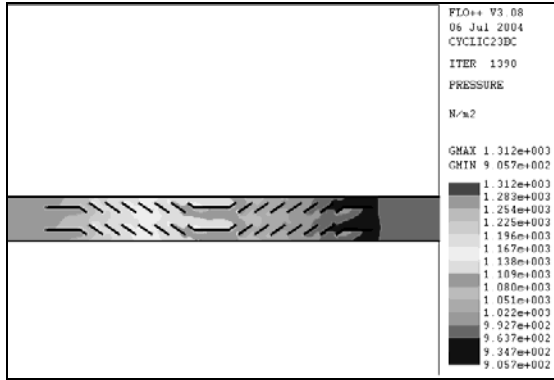 FLO++ V3.08
06 Jul 2004
CYCLIC23BC
ITER 1390
PRESSURE
N/m2
GMAX 1.312e+003
GMIN 9.057e+002
1.312e+003
1.283e+003
1.254e+003
1.225e+003
1.196e+003
1.167e+003
1.138e+003
1.109e+003
1.080e+003
1.051e+003
1.022e+003
9.927e+002
9.637e+002
9.347e+002
9.057e+002